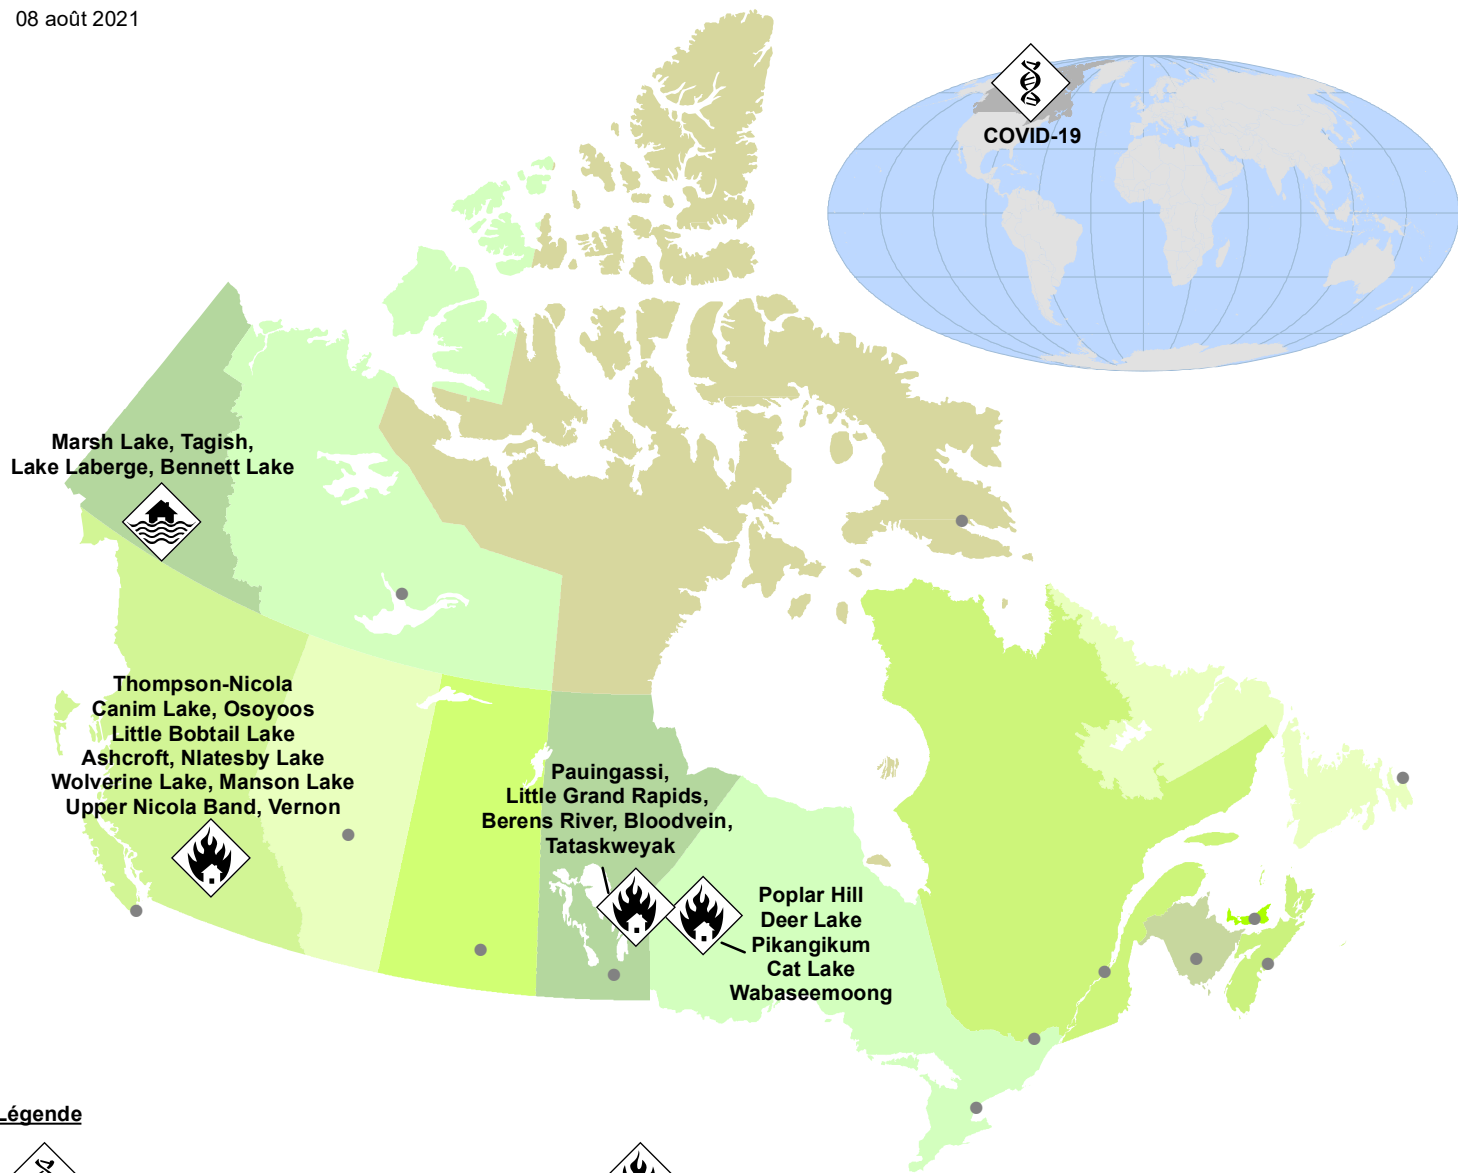 08 août 2021
COVID-19
Marsh Lake, Tagish,
Lake Laberge, Bennett Lake
Thompson-Nicola
Canim Lake, Osoyoos
Little Bobtail Lake
Ashcroft, Nlatesby Lake
Wolverine Lake, Manson Lake
Upper Nicola Band, Vernon
Pauingassi,
Little Grand Rapids,
Berens River, Bloodvein,
Tataskweyak
Poplar Hill
Deer Lake
Pikangikum
Cat Lake
Wabaseemoong
Légende